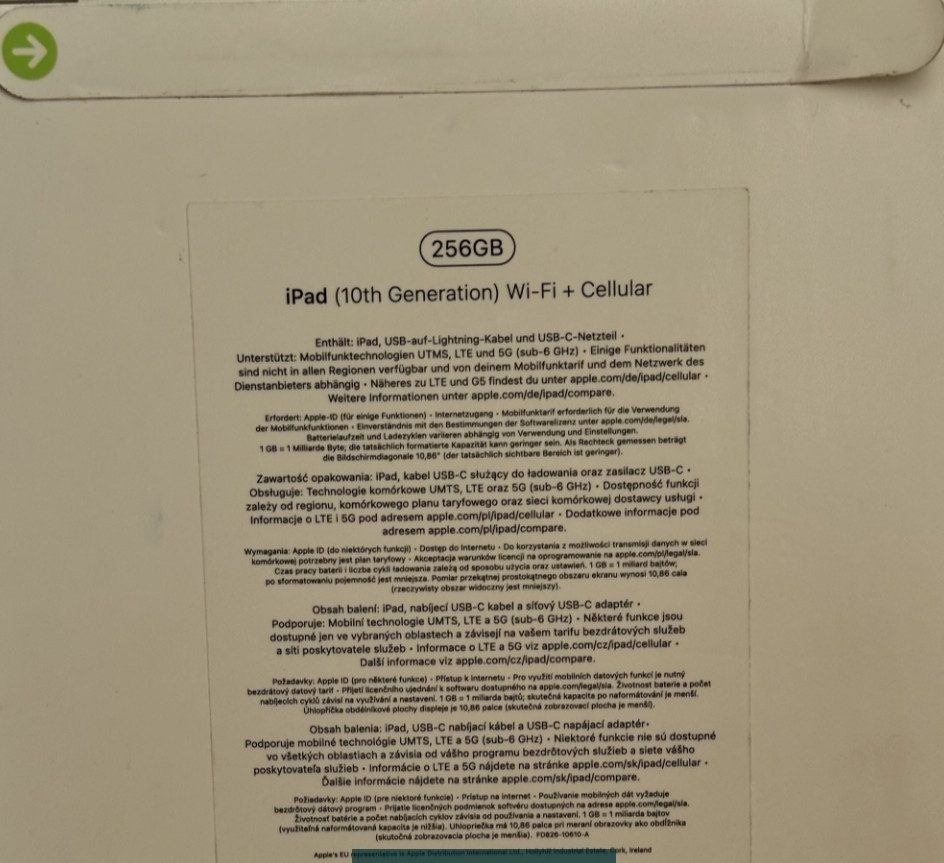 256GB
iPad (10th Generation) Wi-Fi + Cellular
Enthält: iPad, USB-auf-Lightning-Kabel und USB-C-Netzteil •
Unterstützt: Mobilfunktechnologien UTMS, LTE und 5G (sub-6 GHz) • Einige Funktionalitäten
sind nicht in allen Regionen verfügbar und von deinem Mobilfunktarif und dem Netzwerk des
Dienstanbieters abhängig • Näheres zu LTE und G5 findest du unter apple.com/de/ipad/cellular •
Weitere Informationen unter apple.com/de/ipad/compare.
Erfordert: Apple-ID (für einige Funktionen) • Internetzugang • Mobilfunktarif erforderlich für die Verwendung
der Mobilfunkfunktionen • Einverständnis mit den Bestimmungen der Softwarelizenz unter apple.com/de/legal/sla.
Batterielaufzeit und Ladezyklen variieren abhängig von Verwendung und Einstellungen.
1 GB = 1 Milliarde Byte; die tatsächlich formatierte Kapazität kann geringer sein. Als Rechteck gemessen beträgt
die Bildschirmdiagonale 10,86" (der tatsächlich sichtbare Bereich ist geringer).
Zawartość opakowania: iPad, kabel USB-C służący do ładowania oraz zasilacz USB-C •
Obsługuje: Technologie komórkowe UMTS, LTE oraz 5G (sub-6 GHz) • Dostępność funkcji
zależy od regionu, komórkowego planu taryfowego oraz sieci komórkowej dostawcy usługi •
Informacje o LTE i 5G pod adresem apple.com/pl/ipad/cellular • Dodatkowe informacje pod
adresem apple.com/pl/ipad/compare.
Wymagania: Apple ID (do niektórych funkcji) • Dostęp do Internetu • Do korzystania z możliwości transmisji danych w sieci
komórkowej potrzebny jest plan taryfowy • Akceptacja warunków licencji na oprogramowanie na apple.com/pl/legal/sla.
Czas pracy baterii i liczba cykli ładowania zależą od sposobu użycia oraz ustawień. 1 GB = 1 miliard bajtów;
po sformatowaniu pojemność jest mniejsza. Pomiar przekątnej prostokątnego obszaru ekranu wynosi 10,86 cala
(rzeczywisty obszar widoczny jest mniejszy).
Obsah balení: iPad, nabíjecí USB-C kabel a síťový USB-C adaptér •
Podporuje: Mobilní technologie UMTS, LTE a 5G (sub-6 GHz) • Některé funkce jsou
dostupné jen ve vybraných oblastech a závisejí na vašem tarifu bezdrátových služeb
a síti poskytovatele služeb • Informace o LTE a 5G viz apple.com/cz/ipad/cellular •
Další informace viz apple.com/cz/ipad/compare.
Požadavky: Apple ID (pro některé funkce) • Přístup k internetu • Pro využití mobilních datových funkcí je nutný
bezdrátový datový tarif • Přijetí licenčního ujednání k softwaru dostupného na apple.com/legal/sla. Životnost baterie a počet
nabíjecích cyklů závisí na využívání a nastavení. 1 GB = 1 miliarda bajtů; skutečná kapacita po naformátování je menší.
Úhlopříčka obdélníkové plochy displeje je 10,86 palce (skutečná zobrazovací plocha je menší).
Obsah balenia: iPad, USB-C nabíjací kábel a USB-C napájací adaptér•
Podporuje mobilné technológie UMTS, LTE a 5G (sub-6 GHz) • Niektoré funkcie nie sú dostupné
vo všetkých oblastiach a závisia od vášho programu bezdrôtových služieb a siete vášho
poskytovateľa služieb • Informácie o LTE a 5G nájdete na stránke apple.com/sk/ipad/cellular •
Ďalšie informácie nájdete na stránke apple.com/sk/ipad/compare.
Požiadavky: Apple ID (pre niektoré funkcie) • Prístup na internet • Používanie mobilných dát vyžaduje
bezdrôtový dátový program • Prijatie licenčných podmienok softvéru dostupných na adrese apple.com/legal/sla.
Životnosť batérie a počet nabíjacích cyklov závisia od používania a nastavení. 1 GB = 1 miliarda bajtov
(využiteľná naformátovaná kapacita je nižšia). Uhlopriečka má 10,86 palca pri meraní obrazovky ako obdĺžnika
(skutočná zobrazovacia plocha je menšia). FD826-10610-A
Apple's EU representative is Apple Distribution International Ltd., Hollyhill Industrial Estate, Cork, Ireland